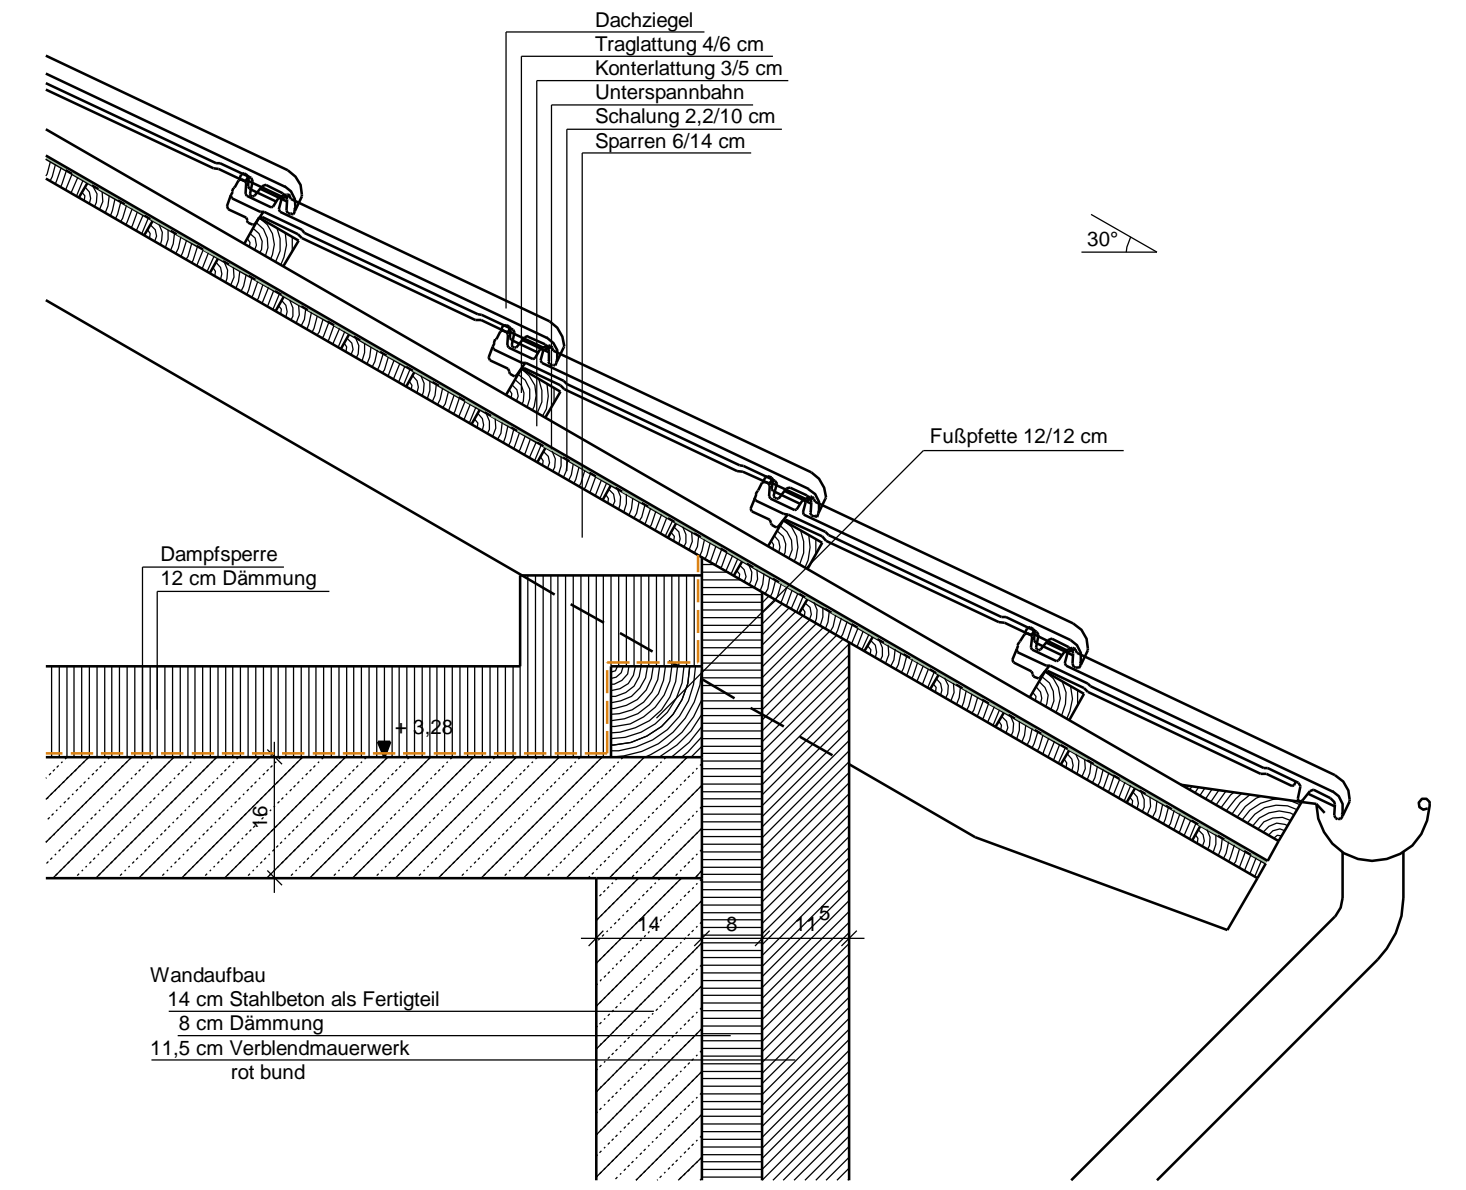 Dachziegel
Traglattung 4/6 cm
Konterlattung 3/5 cm
Unterspannbahn
Schalung 2,2/10 cm
Sparren 6/14 cm
30°
Fußpfette 12/12 cm
Dampfsperre
12 cm Dämmung
+ 3,28
16
14
8
11⁵
Wandaufbau
14 cm Stahlbeton als Fertigteil
8 cm Dämmung
11,5 cm Verblendmauerwerk
rot bund